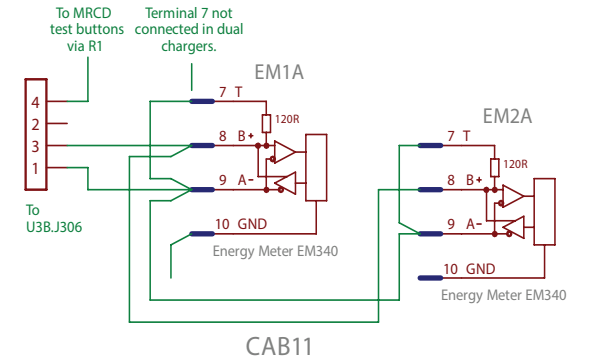 To MRCD
test buttons
via R1
Terminal 7 not
connected in dual
chargers.
EM1A
7 T
120R
4
2
3
1
8 B+
9 A-
10 GND
Energy Meter EM340
To
U3B.J306
EM2A
7 T
120R
8 B+
9 A-
10 GND
Energy Meter EM340
CAB11